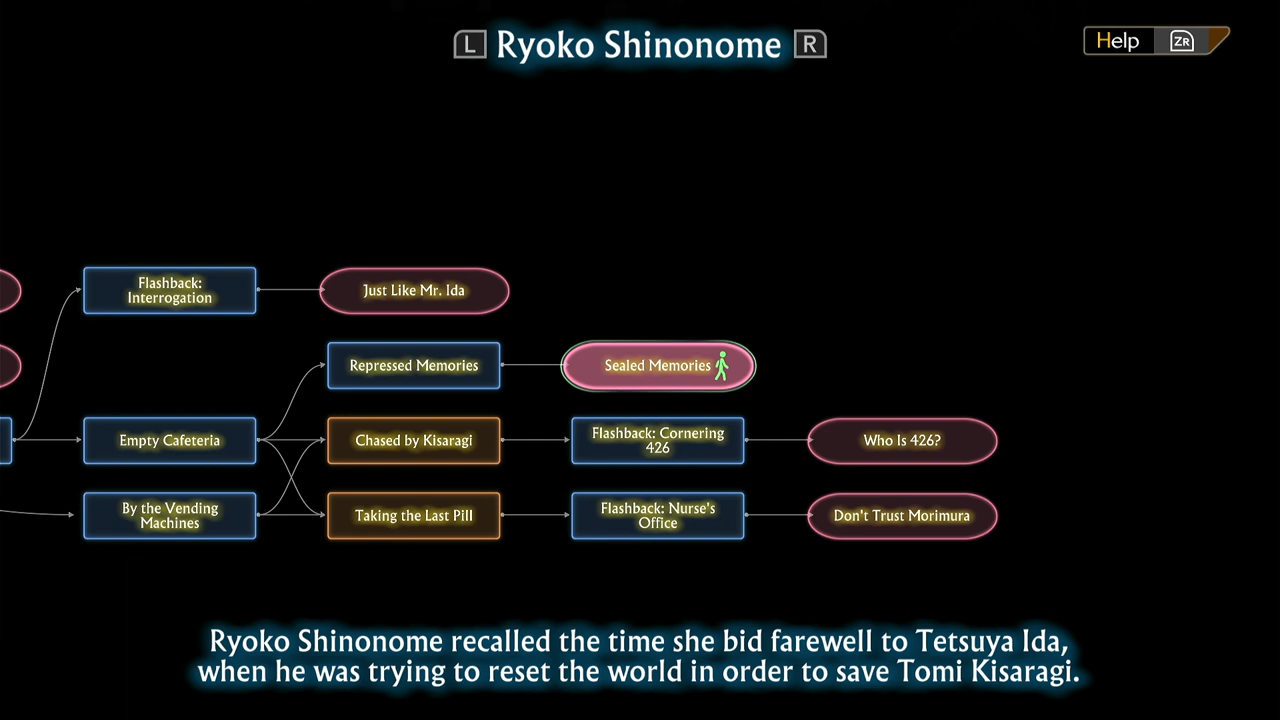 L Ryoko Shinonome R
Help ZR
Flashback:
Interrogation
Just Like Mr. Ida
Repressed Memories
Sealed Memories
Empty Cafeteria
Chased by Kisaragi
Flashback: Cornering
426
Who Is 426?
By the Vending
Machines
Taking the Last Pill
Flashback: Nurse's
Office
Don't Trust Morimura
Ryoko Shinonome recalled the time she bid farewell to Tetsuya Ida,
when he was trying to reset the world in order to save Tomi Kisaragi.